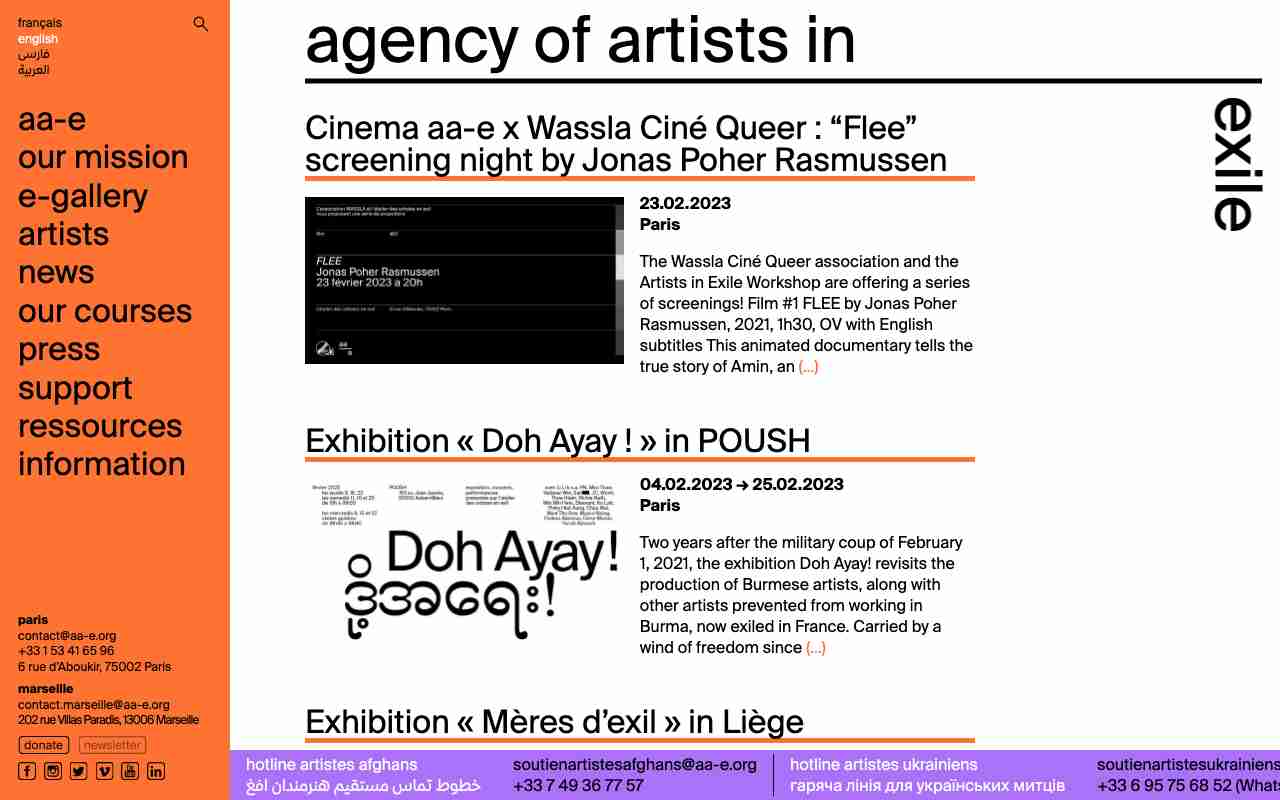 français
english
فارسی
العربية
aa-e
our mission
e-gallery
artists
news
our courses
press
support
ressources
information
paris
contact@aa-e.org
+33 1 53 41 65 96
6 rue d'Aboukir, 75002 Paris
marseille
contact.marseille@aa-e.org
202 rue Villas Paradis, 13006 Marseille
donate
newsletter
agency of artists in
exile
Cinema aa-e x Wassla Ciné Queer : “Flee”
screening night by Jonas Poher Rasmussen
FLEE
Jonas Poher Rasmussen
23 février 2023 à 20h
23.02.2023
Paris
The Wassla Ciné Queer association and the
Artists in Exile Workshop are offering a series
of screenings! Film #1 FLEE by Jonas Poher
Rasmussen, 2021, 1h30, OV with English
subtitles This animated documentary tells the
true story of Amin, an (...)
Exhibition « Doh Ayay ! » in POUSH
POUSH
Doh Ayay!
ဒို့အရေး!
04.02.2023 → 25.02.2023
Paris
Two years after the military coup of February
1, 2021, the exhibition Doh Ayay! revisits the
production of Burmese artists, along with
other artists prevented from working in
Burma, now exiled in France. Carried by a
wind of freedom since (...)
Exhibition « Mères d’exil » in Liège
hotline artistes afghans
خطوط تماس مستقیم هنرمندان افغ
soutienartistesafghans@aa-e.org
+33 7 49 36 77 57
hotline artistes ukrainiens
гаряча лінія для українських митців
soutienartistesukrainiens
+33 6 95 75 68 52 (What